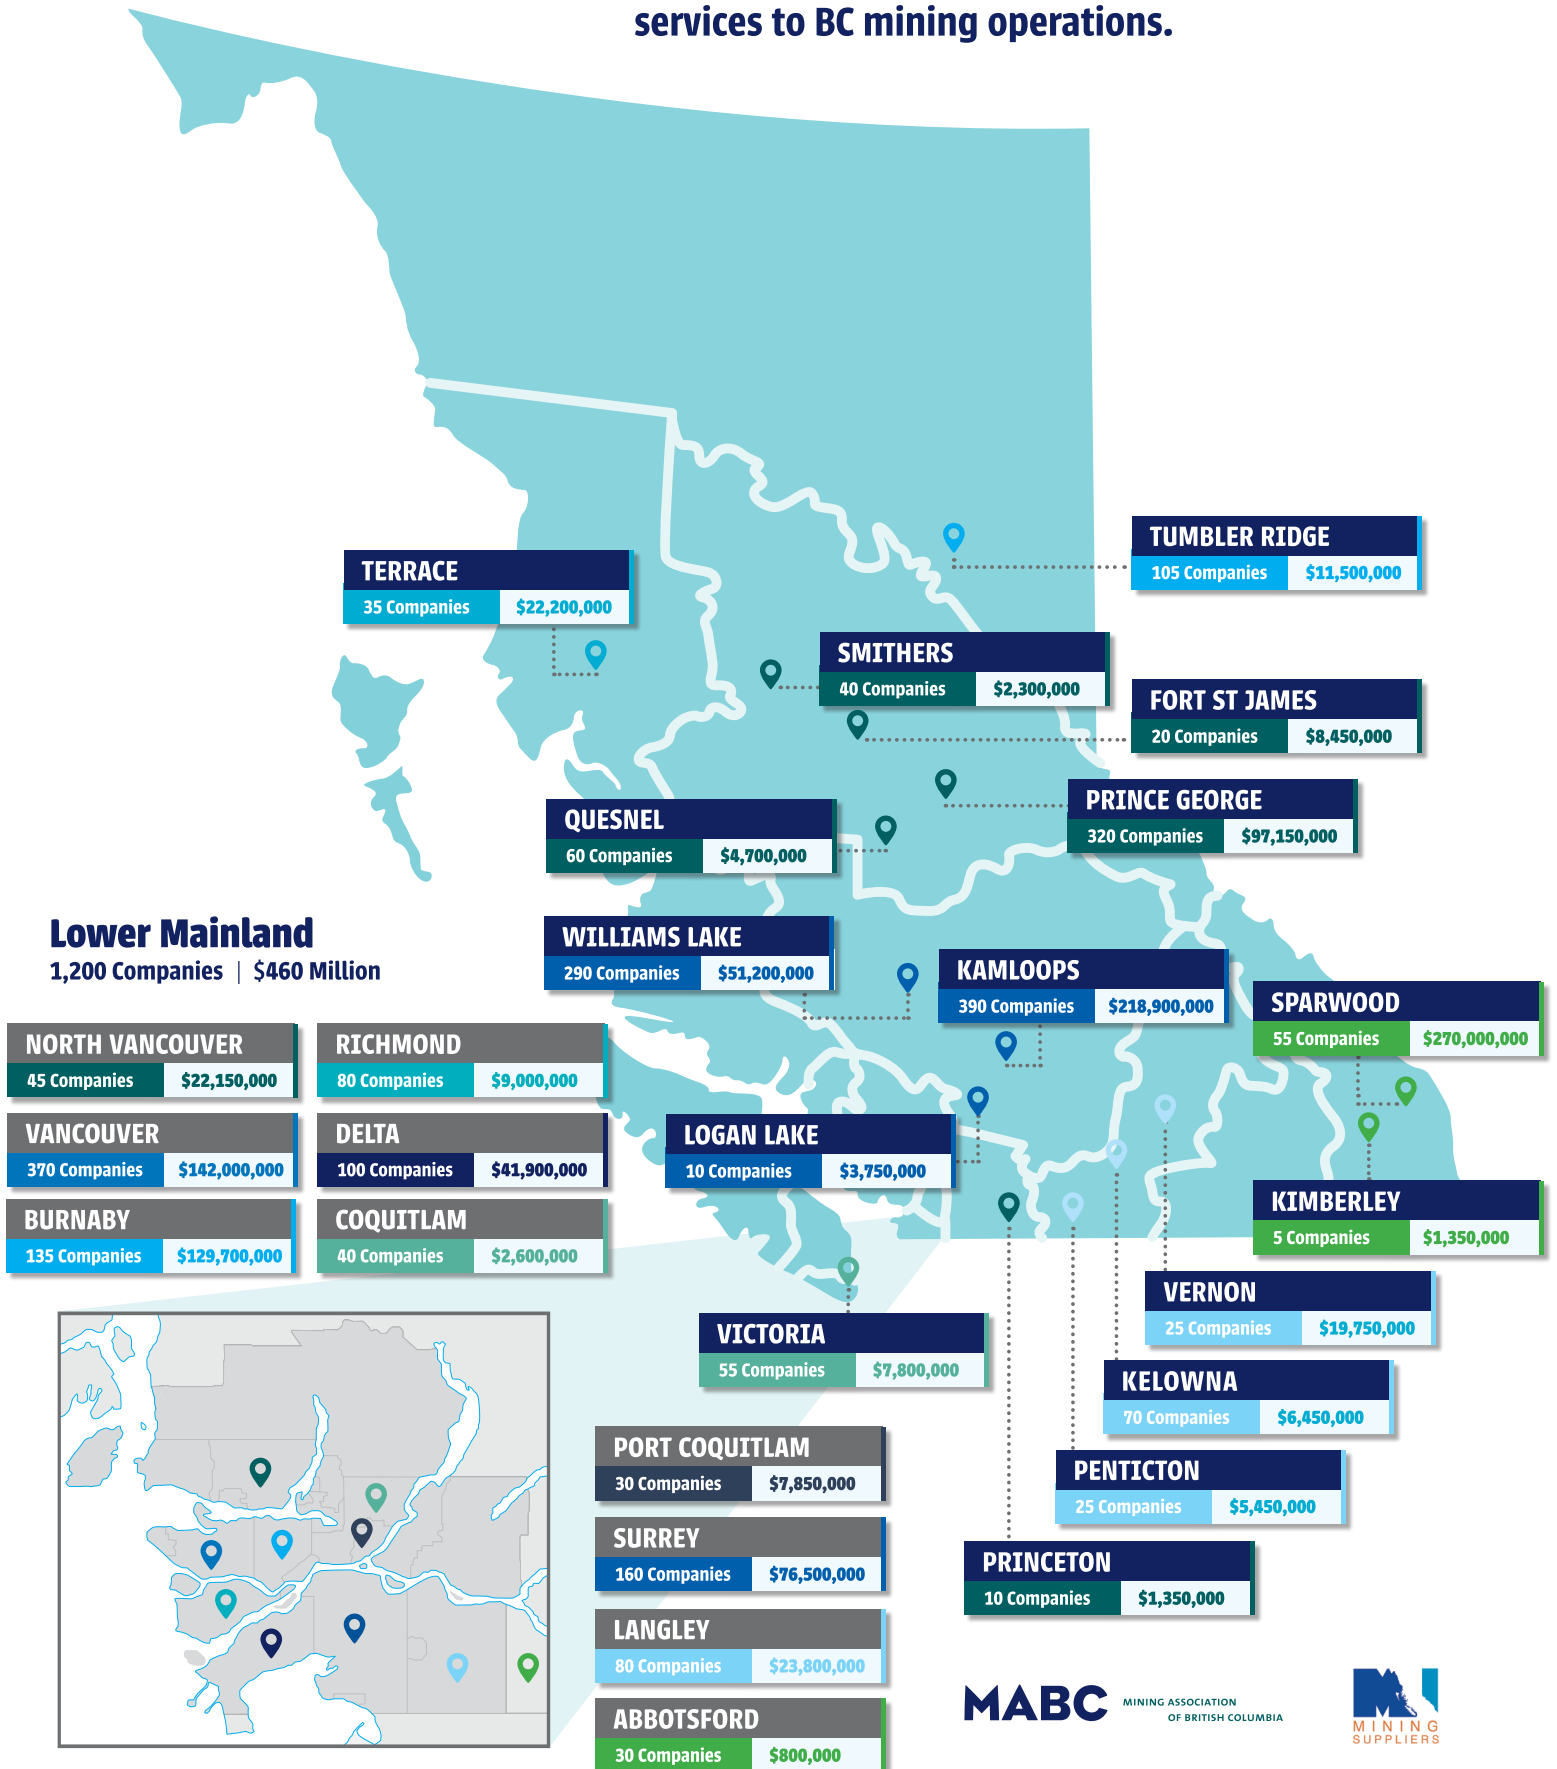 services to BC mining operations.
TUMBLER RIDGE
105 Companies $11,500,000
TERRACE
35 Companies $22,200,000
SMITHERS
40 Companies $2,300,000
FORT ST JAMES
20 Companies $8,450,000
PRINCE GEORGE
320 Companies $97,150,000
QUESNEL
60 Companies $4,700,000
Lower Mainland
1,200 Companies | $460 Million
WILLIAMS LAKE
290 Companies $51,200,000
KAMLOOPS
390 Companies $218,900,000
SPARWOOD
55 Companies $270,000,000
NORTH VANCOUVER
45 Companies $22,150,000
RICHMOND
80 Companies $9,000,000
VANCOUVER
370 Companies $142,000,000
DELTA
100 Companies $41,900,000
LOGAN LAKE
10 Companies $3,750,000
BURNABY
135 Companies $129,700,000
COQUITLAM
40 Companies $2,600,000
KIMBERLEY
5 Companies $1,350,000
VERNON
25 Companies $19,750,000
VICTORIA
55 Companies $7,800,000
KELOWNA
70 Companies $6,450,000
PORT COQUITLAM
30 Companies $7,850,000
PENTICTON
25 Companies $5,450,000
SURREY
160 Companies $76,500,000
PRINCETON
10 Companies $1,350,000
LANGLEY
80 Companies $23,800,000
ABBOTSFORD
30 Companies $800,000
MABC MINING ASSOCIATION
OF BRITISH COLUMBIA
MINING
SUPPLIERS